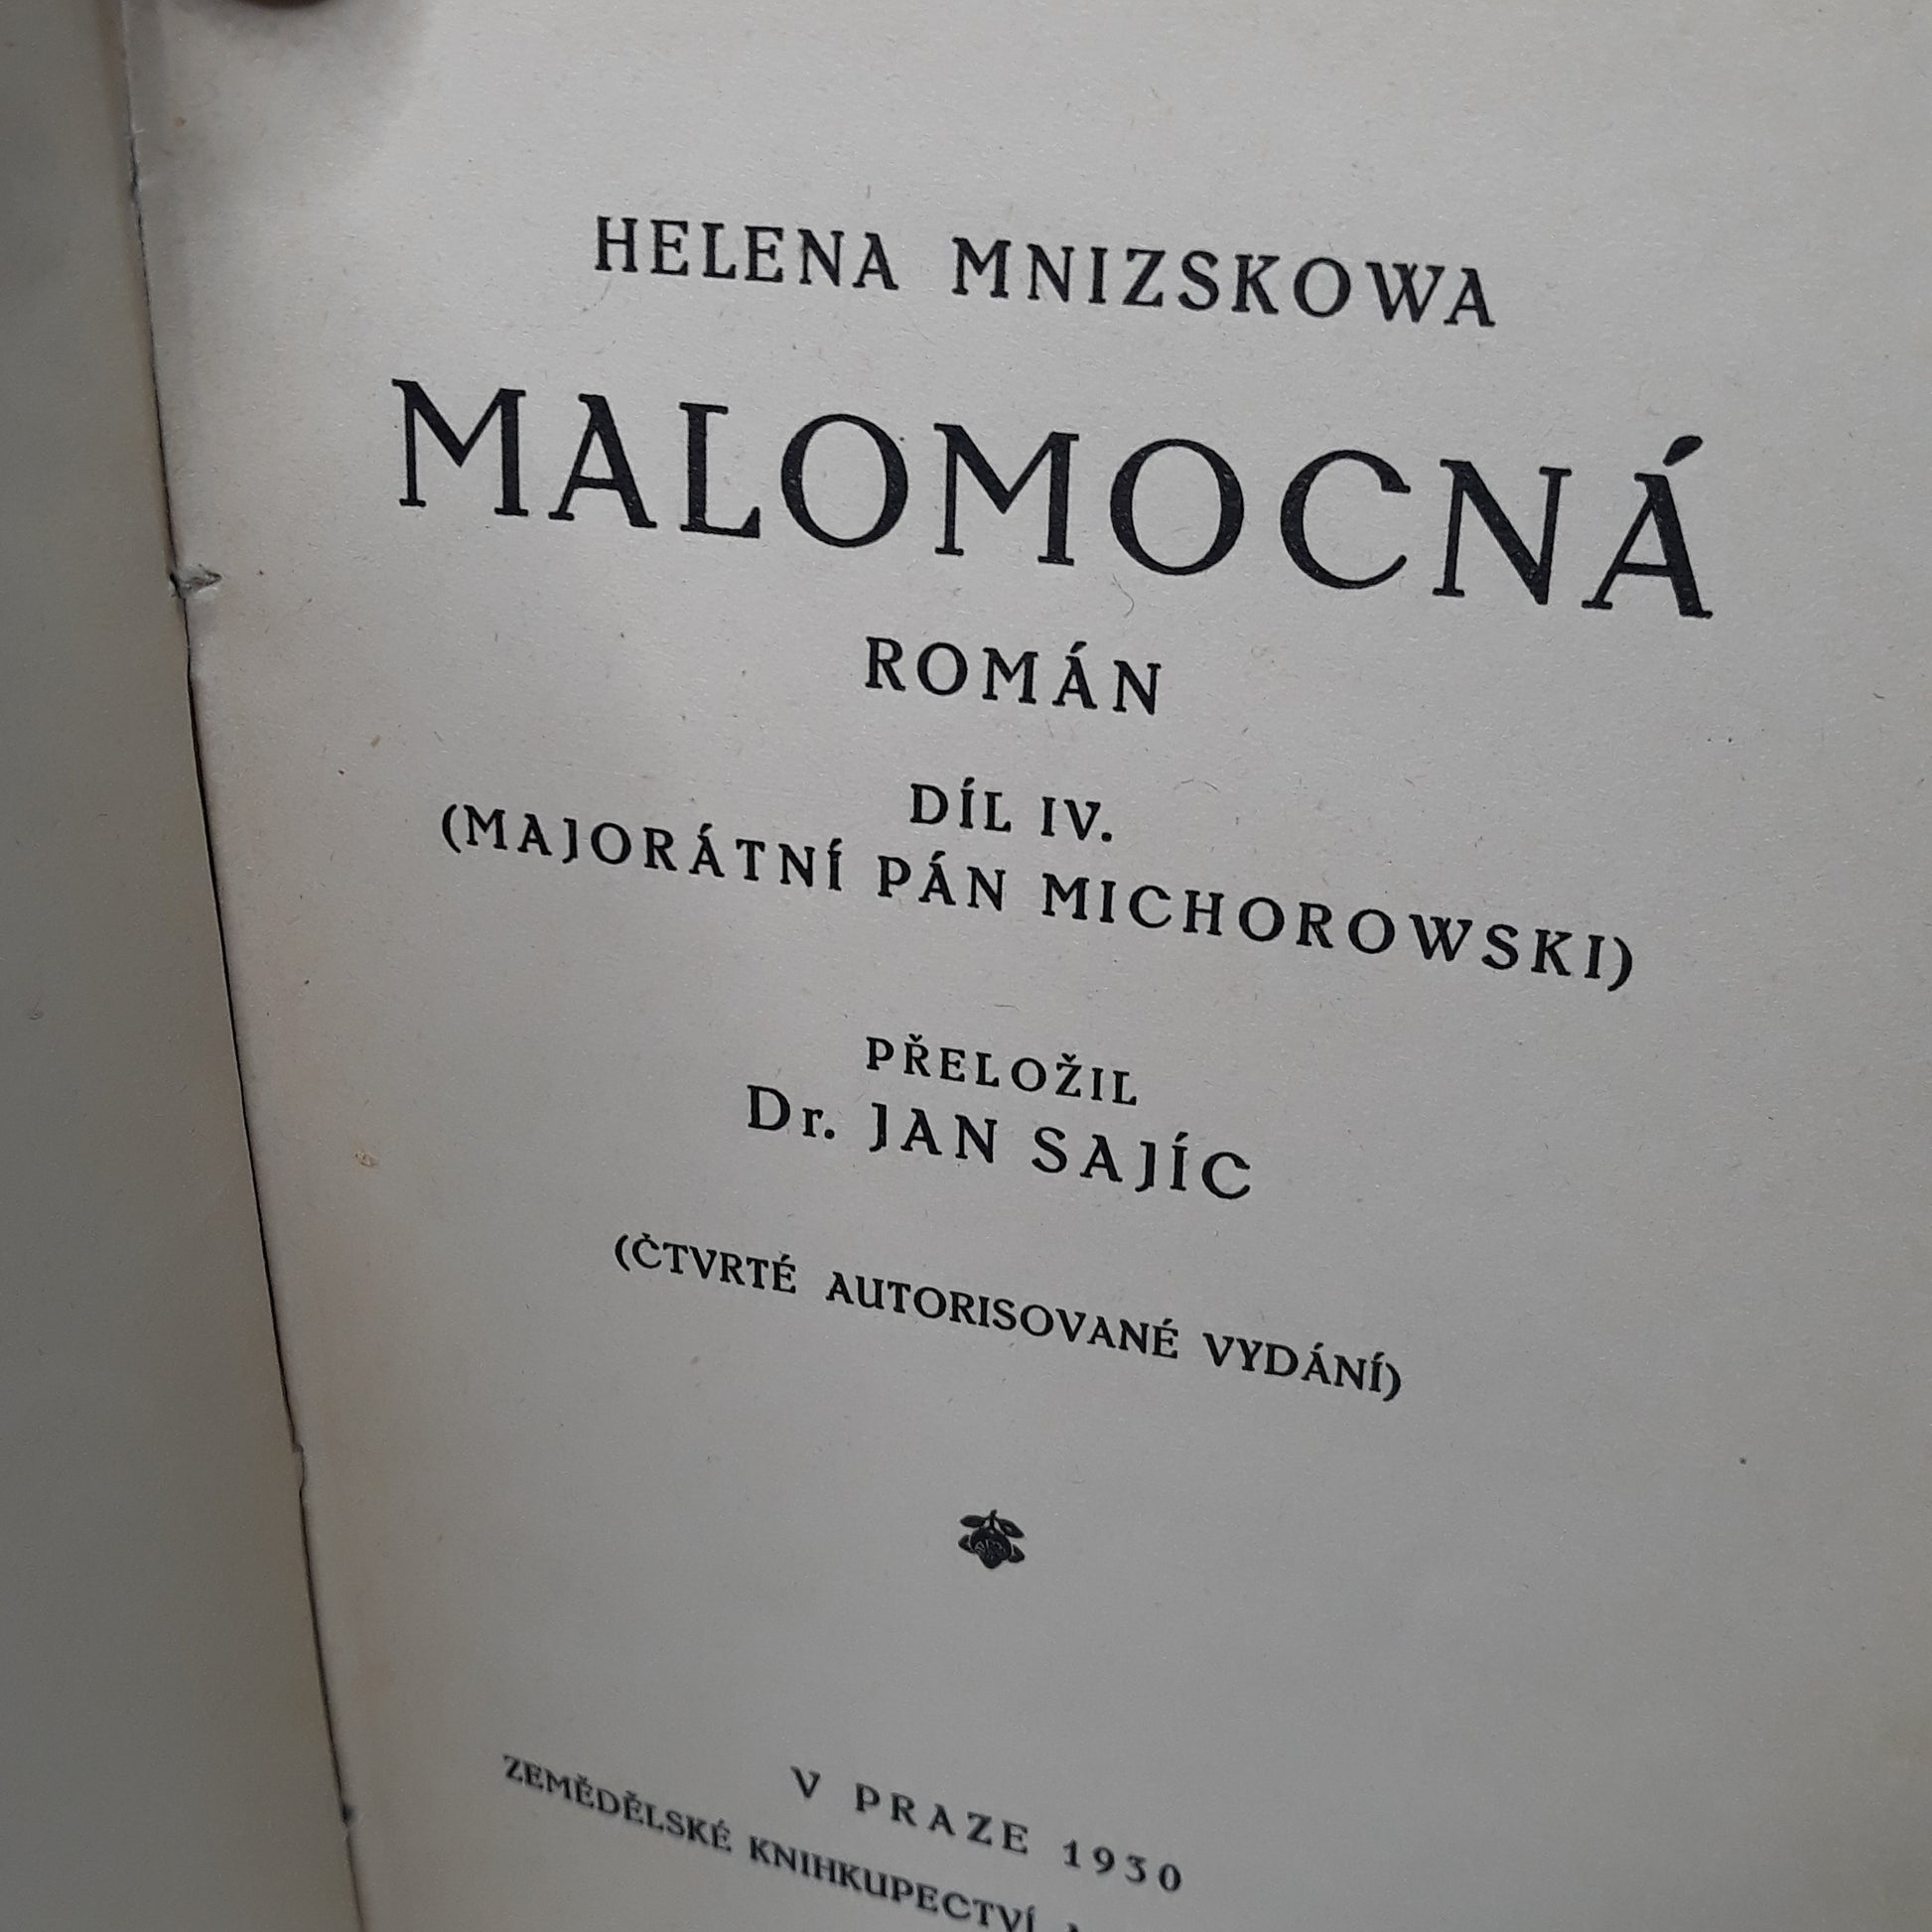 HELENA MNIZSKOWA
MALOMOCNÁ
ROMÁN
DÍL IV.
(MAJORÁTNÍ PÁN MICHOROWSKI)
PŘELOŽIL
Dr. JAN SAJÍC
(ČTVRTÉ AUTORISOVANÉ VYDÁNÍ)
V PRAZE 1930
ZEMĚDĚLSKÉ KNIHKUPECTVÍ